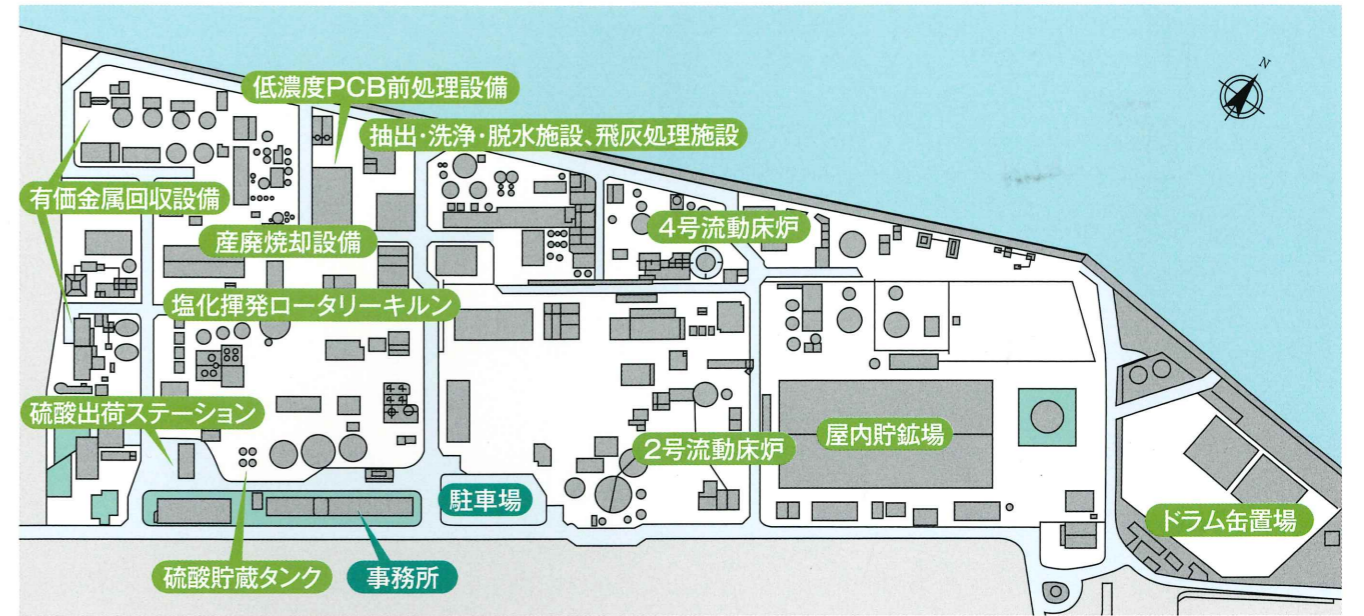 N
低濃度PCB前処理設備
抽出・洗浄・脱水施設、飛灰処理施設
有価金属回収設備
4号流動床炉
産廃焼却設備
塩化揮発ロータリーキルン
硫酸出荷ステーション
2号流動床炉
屋内貯鉱場
駐車場
ドラム缶置場
硫酸貯蔵タンク
事務所